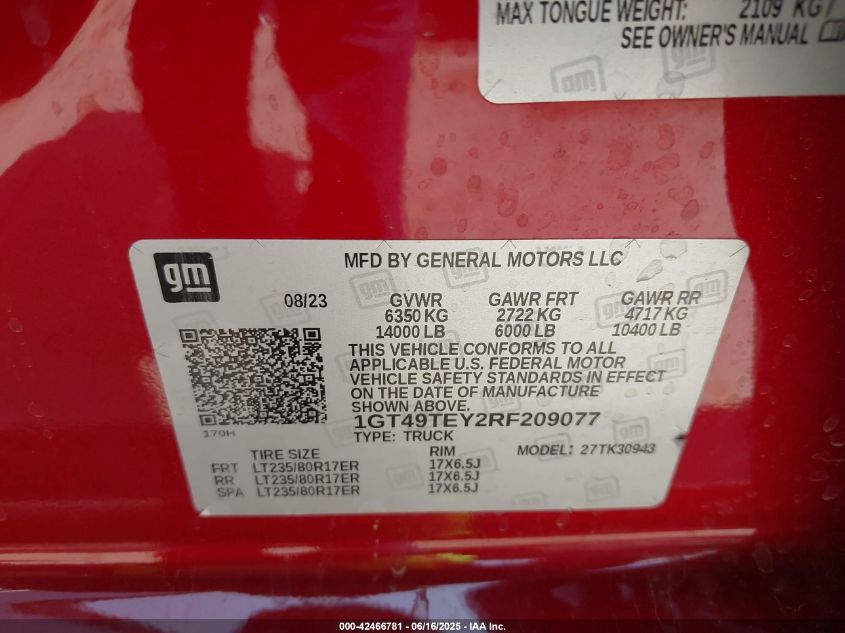 MAX TONGUE WEIGHT: 2109 KG
SEE OWNER'S MANUAL
gm
MFD BY GENERAL MOTORS LLC
08/23 GVWR GAWR FRT GAWR RR
6350 KG 2722 KG 4717 KG
14000 LB 6000 LB 10400 LB
THIS VEHICLE CONFORMS TO ALL
APPLICABLE U.S. FEDERAL MOTOR
VEHICLE SAFETY STANDARDS IN EFFECT
ON THE DATE OF MANUFACTURE
SHOWN ABOVE.
1GT49TEY2RF209077
170H
TYPE: TRUCK
TIRE SIZE RIM MODEL: 27TK30943
FRT LT235/80R17ER 17X6.5J
RR LT235/80R17ER 17X6.5J
SPA LT235/80R17ER 17X6.5J
000-42466781 - 06/16/2025 - IAA Inc.